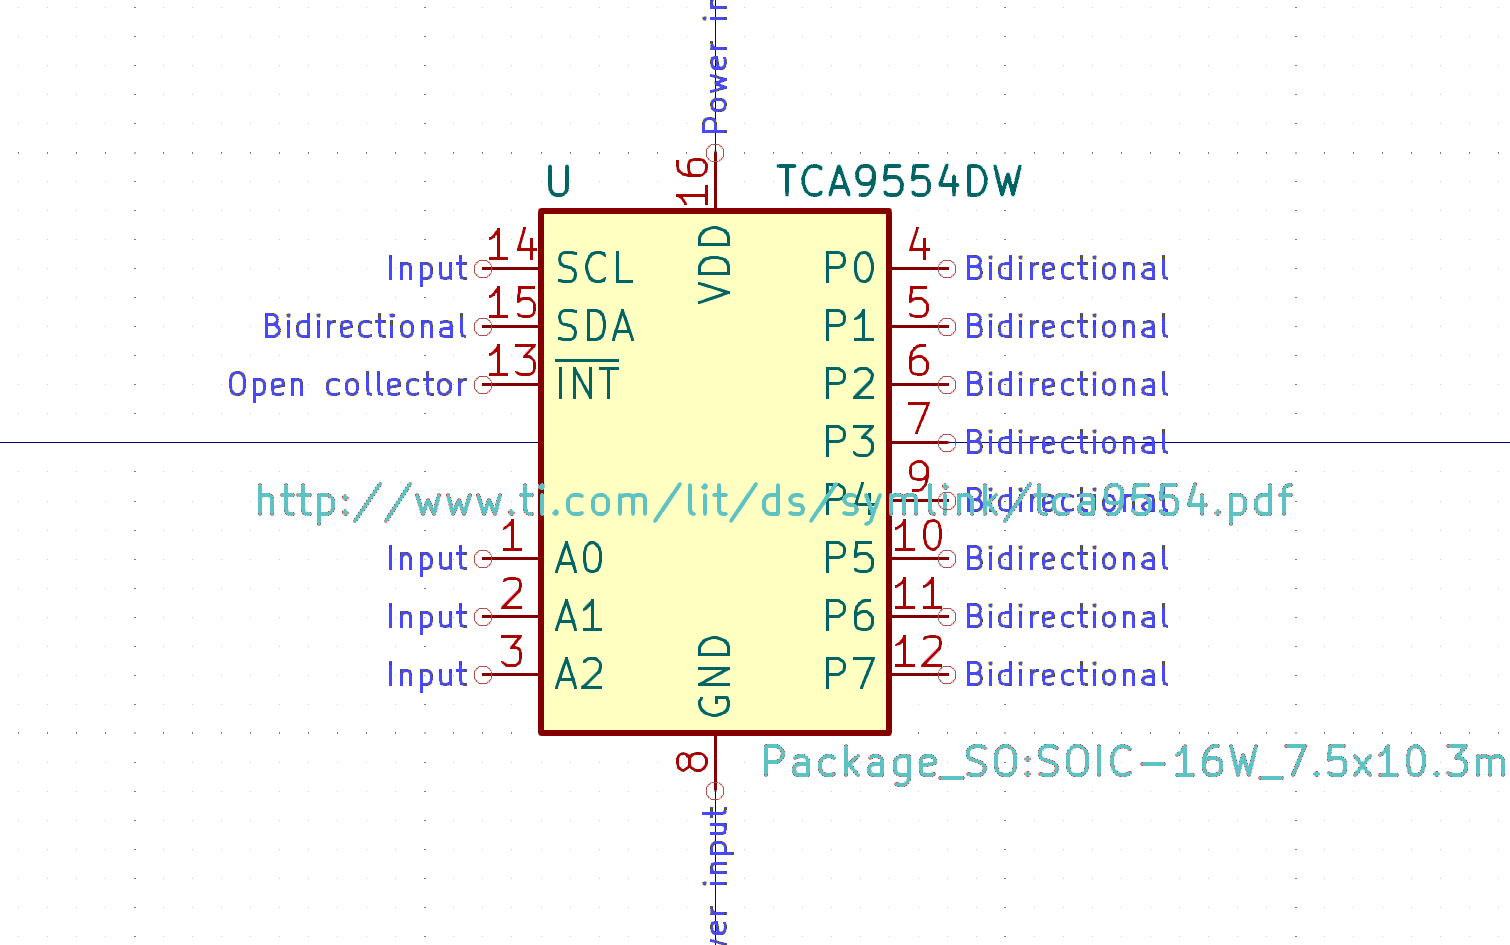 Power in
16
U TCA9554DW
VDD
14 SCL P0 4
Input Bidirectional
15 SDA P1 5
Bidirectional Bidirectional
13 INT P2 6
Open collector Bidirectional
P3 7
Bidirectional
P4 9
Bidirectional
http://www.ti.com/lit/ds/symlink/tca9554.pdf
1 A0 P5 10
Input Bidirectional
2 A1 P6 11
Input Bidirectional
3 A2 P7 12
Input Bidirectional
GND
8
Package_SO:SOIC-16W_7.5x10.3m
wer input